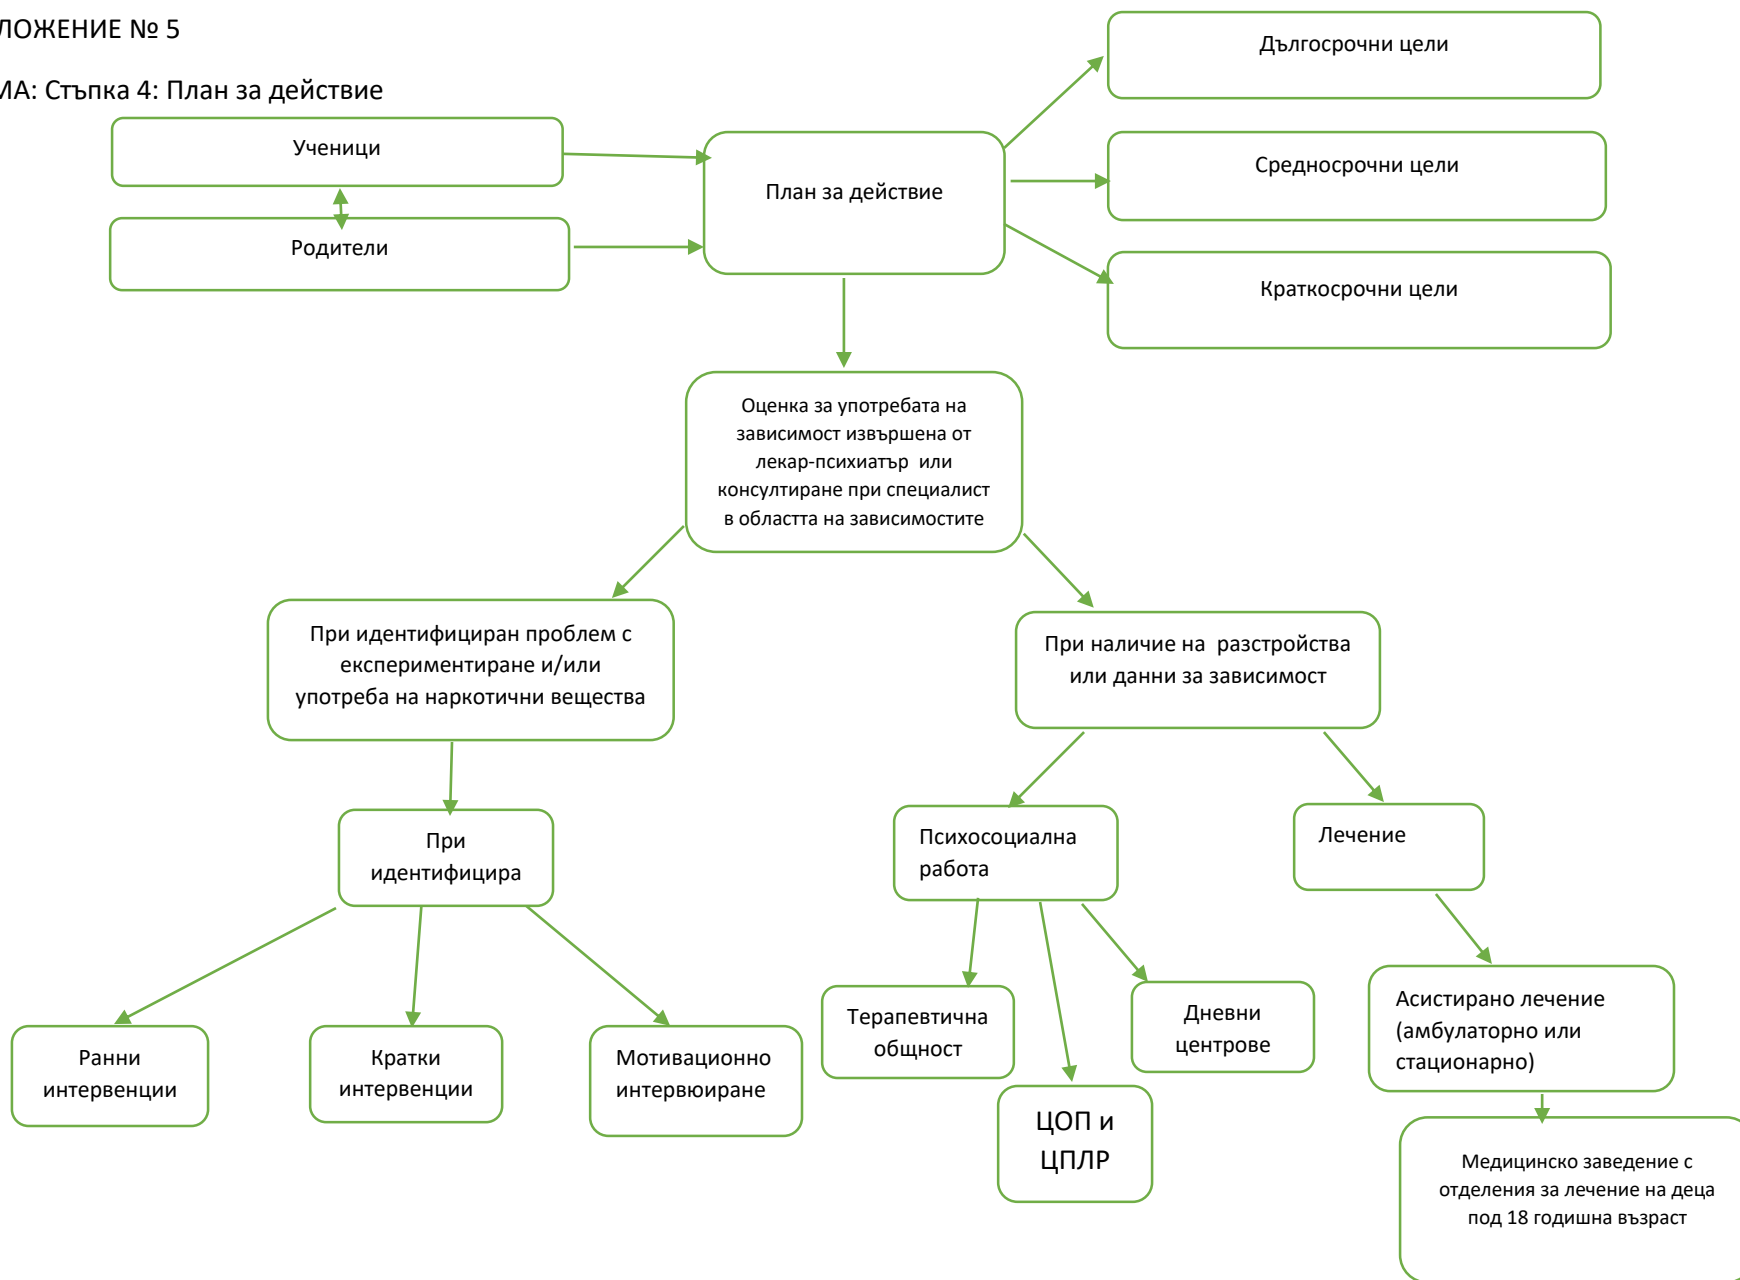 ЛОЖЕНИЕ № 5
МА: Стъпка 4: План за действие
Ученици
Родители
План за действие
Дългосрочни цели
Средносрочни цели
Краткосрочни цели
Оценка за употребата на
зависимост извършена от
лекар-психиатър или
консултиране при специалист
в областта на зависимостите
При идентифициран проблем с
експериментиране и/или
употреба на наркотични вещества
При наличие на разстройства
или данни за зависимост
При
идентифицира
Психосоциална
работа
Лечение
Ранни
интервенции
Кратки
интервенции
Мотивационно
интервюиране
Терапевтична
общност
ЦОП и
ЦПЛР
Дневни
центрове
Асистирано лечение
(амбулаторно или
стационарно)
Медицинско заведение с
отделения за лечение на деца
под 18 годишна възраст